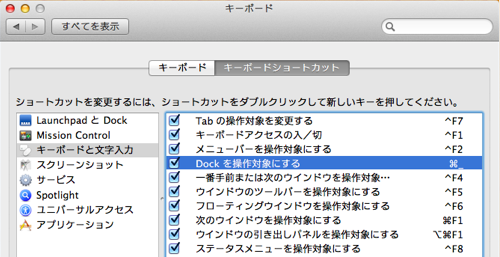 キーボード
すべてを表示
キーボード キーボードショートカット
ショートカットを変更するには、ショートカットをダブルクリックして新しいキーを押してください。
Launchpad と Dock
Mission Control
キーボードと文字入力
スクリーンショット
サービス
Spotlight
ユニバーサルアクセス
アプリケーション
Tab の操作対象を変更する ^F7
キーボードアクセスの入／切 ^F1
メニューバーを操作対象にする ^F2
Dock を操作対象にする ⌘_
一番手前または次のウインドウを操作対象… ^F4
ウインドウのツールバーを操作対象にする ^F5
フローティングウインドウを操作対象にする ^F6
次のウインドウを操作対象にする ⌘F1
ウインドウの引き出しパネルを操作対象にする ⌥⌘F1
ステータスメニューを操作対象にする ^F8